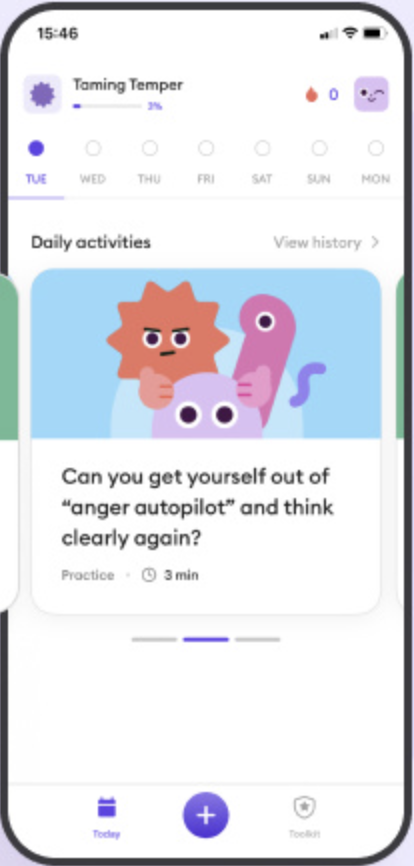 15:46
Taming Temper
3%
0
TUE WED THU FRI SAT SUN MON
Daily activities View history
Can you get yourself out of
“anger autopilot” and think
clearly again?
Practice · 3 min
Today Toolkit